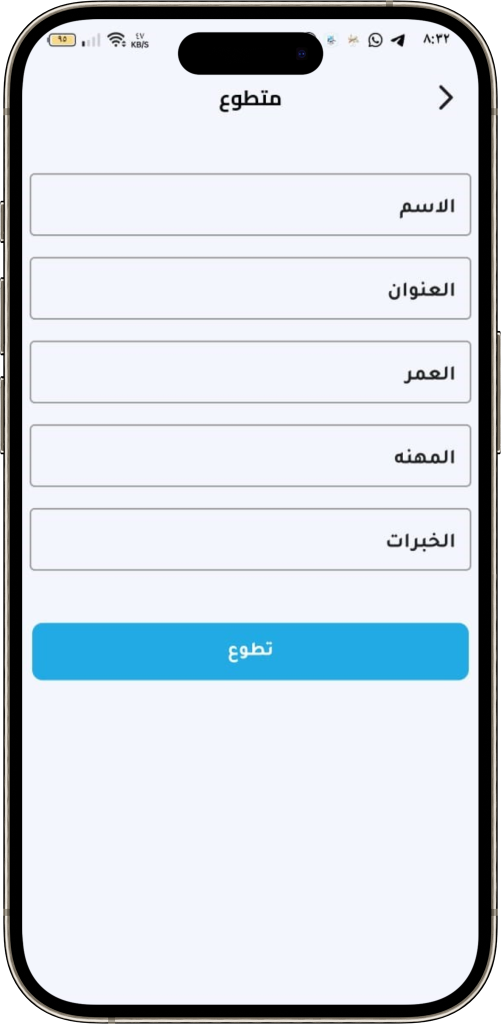 ٨:٣٢
٤٧ KB/S
٩٥
متطوع
الاسم
العنوان
العمر
المهنه
الخبرات
تطوع